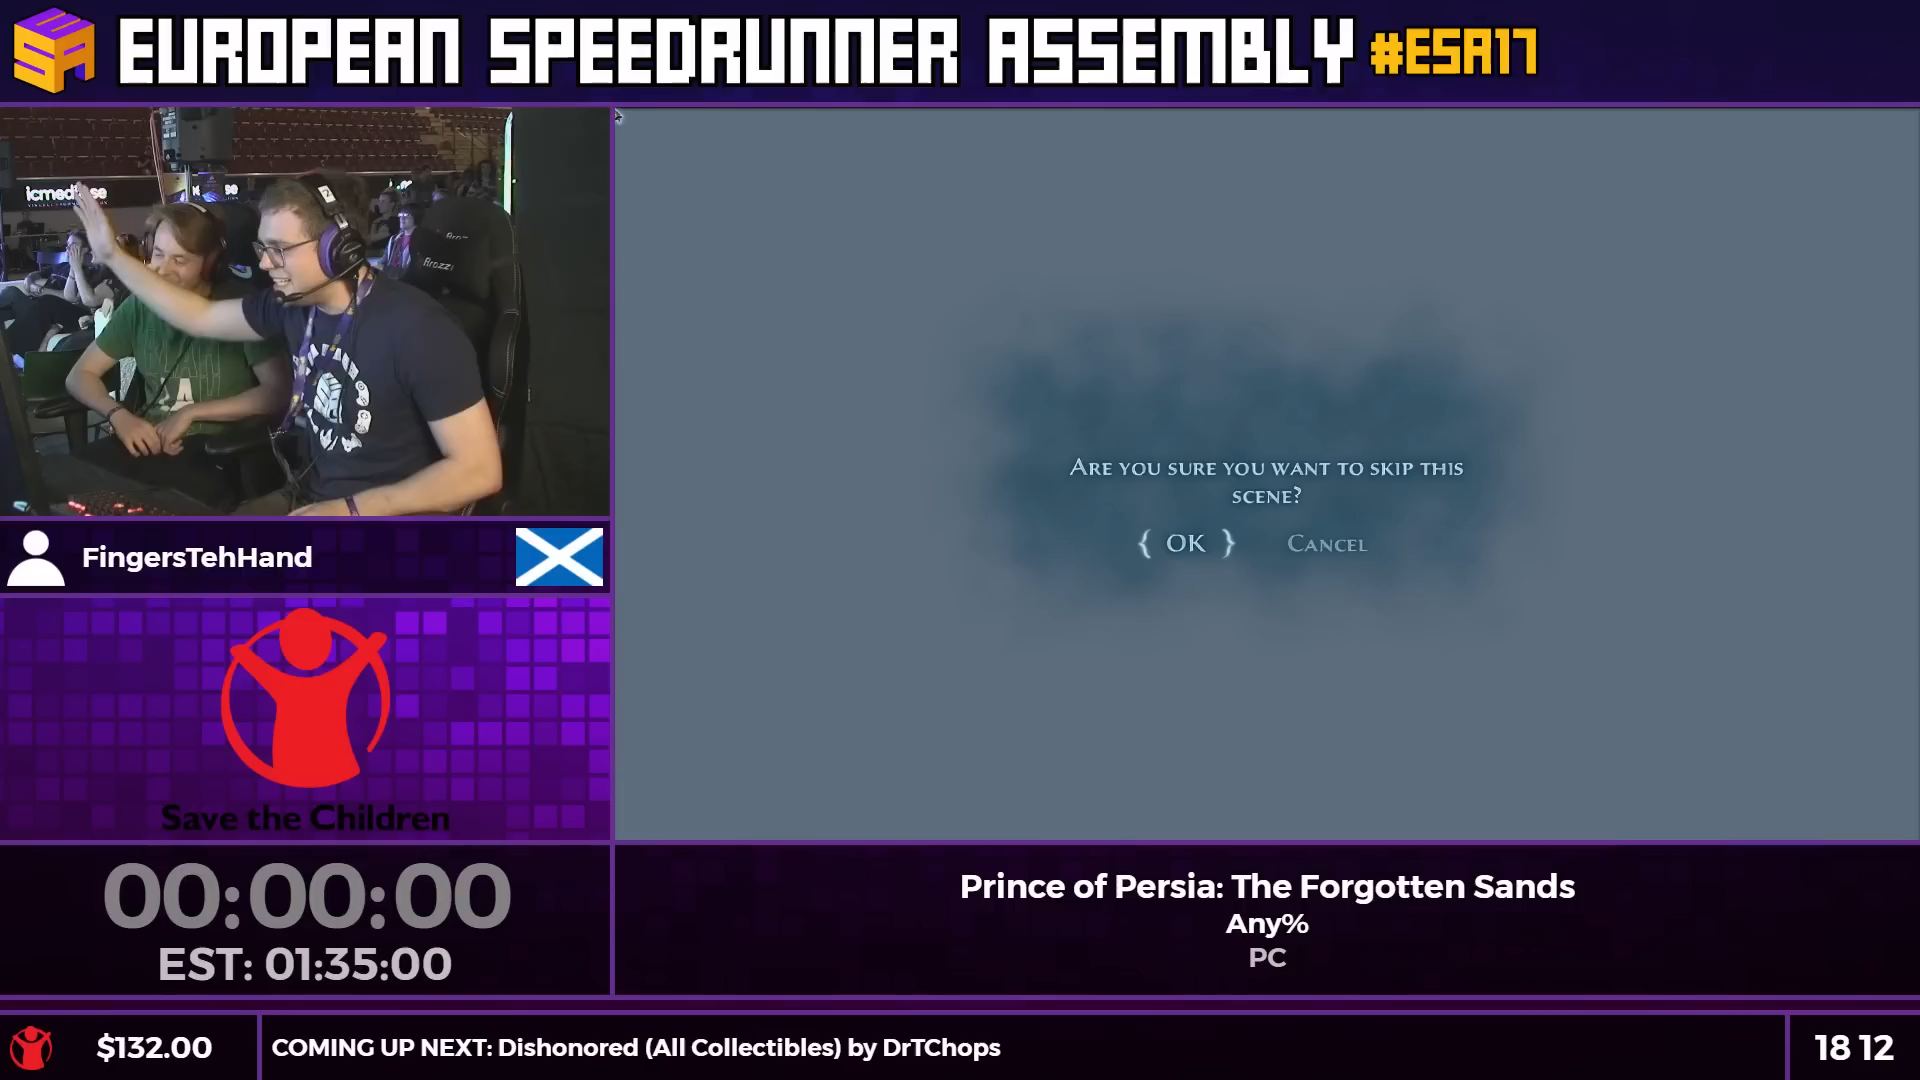 EUROPEAN SPEEDRUNNER ASSEMBLY #ESA17
Arozzi
ARE YOU SURE YOU WANT TO SKIP THIS
SCENE?
{ OK } CANCEL
FingersTehHand
Save the Children
00:00:00
EST: 01:35:00
Prince of Persia: The Forgotten Sands
Any%
PC
$132.00
COMING UP NEXT: Dishonored (All Collectibles) by DrTChops
18 12